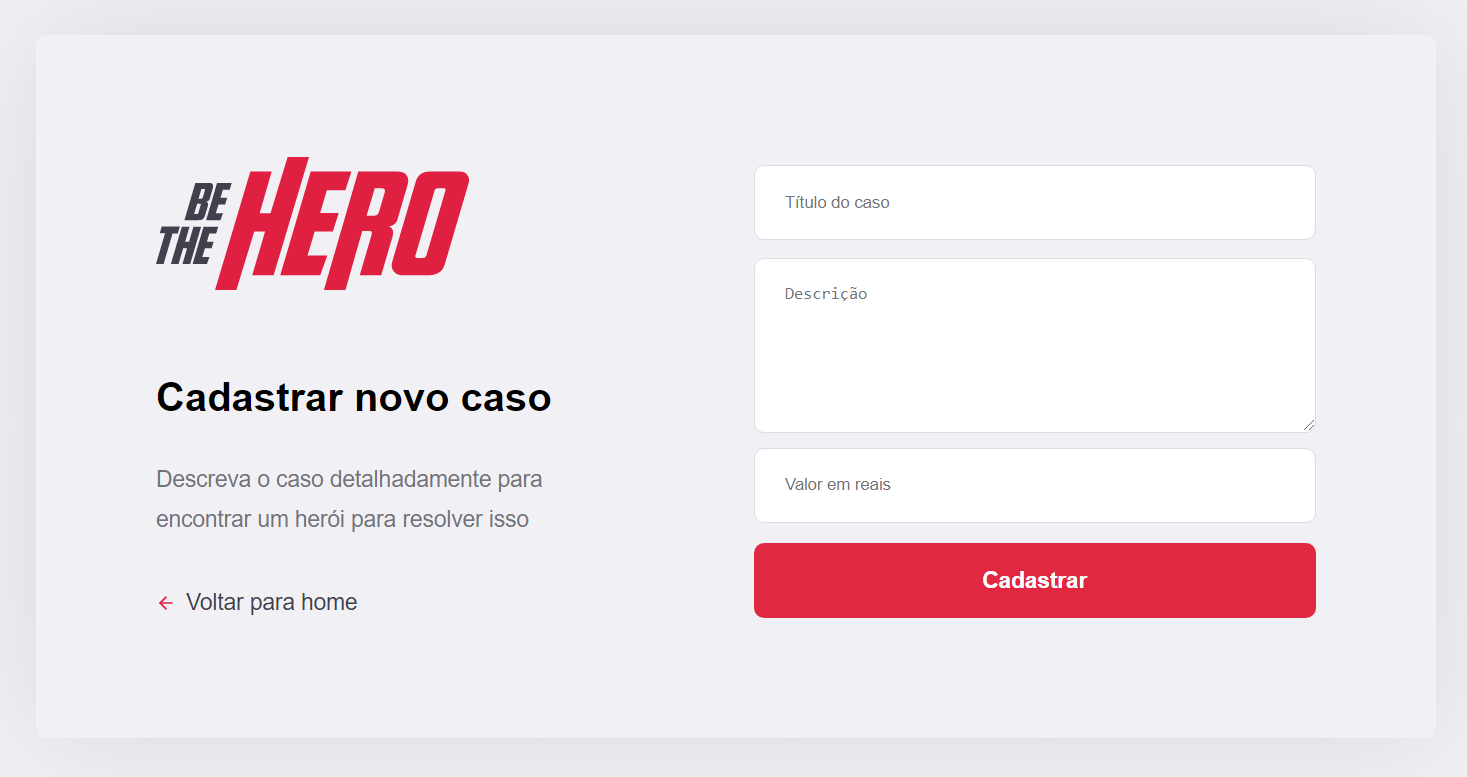 BE
THE
HERO
Cadastrar novo caso
Descreva o caso detalhadamente para
encontrar um herói para resolver isso
Voltar para home
Título do caso
Descrição
Valor em reais
Cadastrar